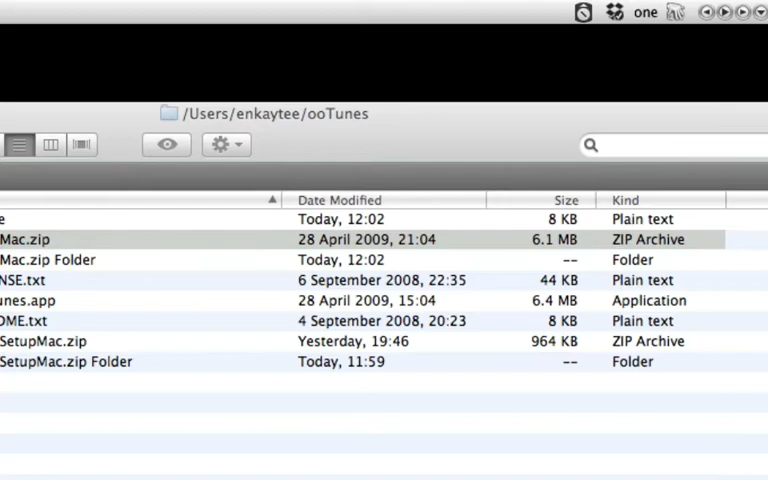 one
/Users/enkaytee/ooTunes
Date Modified Size Kind
e Today, 12:02 8 KB Plain text
Mac.zip 28 April 2009, 21:04 6.1 MB ZIP Archive
Mac.zip Folder Today, 12:02 -- Folder
NSE.txt 6 September 2008, 22:35 44 KB Plain text
unes.app 28 April 2009, 15:04 6.4 MB Application
DME.txt 4 September 2008, 20:23 8 KB Plain text
SetupMac.zip Yesterday, 19:46 964 KB ZIP Archive
SetupMac.zip Folder Today, 11:59 -- Folder